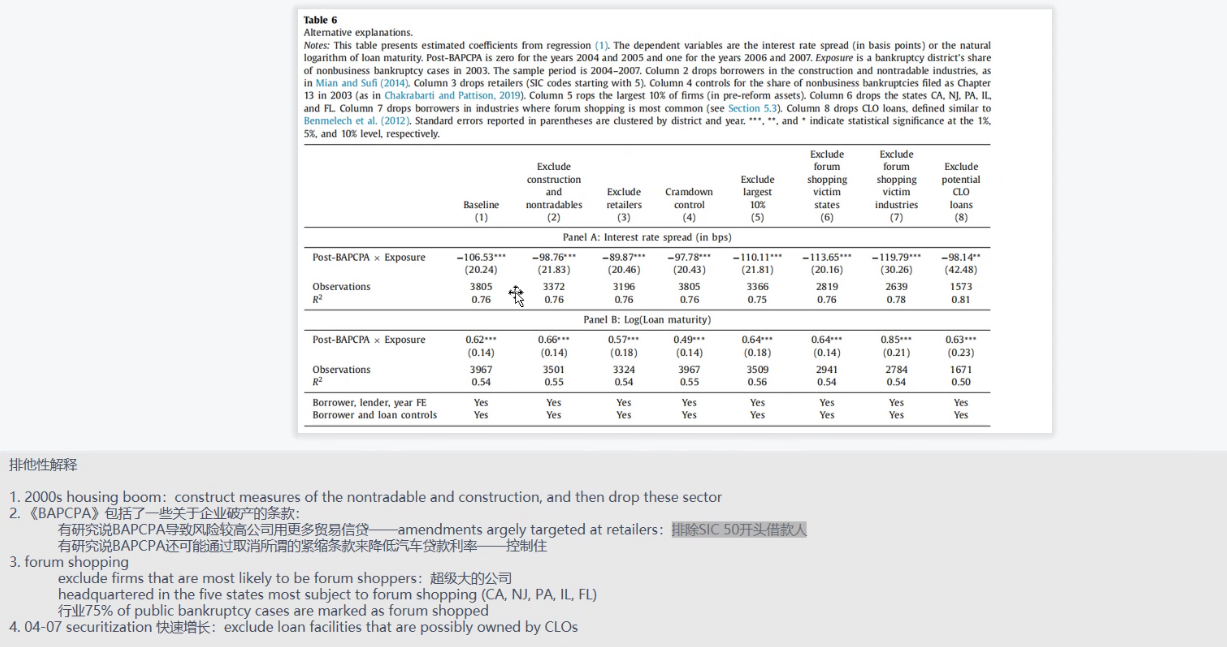 Table 6
Alternative explanations.
Notes: This table presents estimated coefficients from regression (1). The dependent variables are the interest rate spread (in basis points) or the natural
logarithm of loan maturity. Post-BAPCPA is zero for the years 2004 and 2005 and one for the years 2006 and 2007. Exposure is a bankruptcy district's share
of nonbusiness bankruptcy cases in 2003. The sample period is 2004–2007. Column 2 drops borrowers in the construction and nontradable industries, as
in Mian and Sufi (2014). Column 3 drops retailers (SIC codes starting with 5). Column 4 controls for the share of nonbusiness bankruptcies filed as Chapter
13 in 2003 (as in Chakrabarti and Pattison, 2019). Column 5 rops the largest 10% of firms (in pre-reform assets). Column 6 drops the states CA, NJ, PA, IL,
and FL. Column 7 drops borrowers in industries where forum shopping is most common (see Section 5.3). Column 8 drops CLO loans, defined similar to
Benmelech et al. (2012). Standard errors reported in parentheses are clustered by district and year. ***, **, and * indicate statistical significance at the 1%,
5%, and 10% level, respectively.
Exclude Exclude
Exclude forum forum Exclude
construction Exclude shopping shopping potential
and Exclude Cramdown largest victim victim CLO
Baseline nontradables retailers control 10% states industries loans
(1) (2) (3) (4) (5) (6) (7) (8)
Panel A: Interest rate spread (in bps)
Post-BAPCPA × Exposure −106.53*** −98.76*** −89.87*** −97.78*** −110.11*** −113.65*** −119.79*** −98.14**
(20.24) (21.83) (20.46) (20.43) (21.81) (20.16) (30.26) (42.48)
Observations 3805 3372 3196 3805 3366 2819 2639 1573
R² 0.76 0.76 0.76 0.76 0.75 0.76 0.78 0.81
Panel B: Log(Loan maturity)
Post-BAPCPA × Exposure 0.62*** 0.66*** 0.57*** 0.49*** 0.64*** 0.64*** 0.85*** 0.63***
(0.14) (0.14) (0.18) (0.14) (0.18) (0.14) (0.21) (0.23)
Observations 3967 3501 3324 3967 3509 2941 2784 1671
R² 0.54 0.55 0.54 0.55 0.56 0.54 0.54 0.50
Borrower, lender, year FE Yes Yes Yes Yes Yes Yes Yes Yes
Borrower and loan controls Yes Yes Yes Yes Yes Yes Yes Yes
排他性解释
1. 2000s housing boom：construct measures of the nontradable and construction, and then drop these sector
2. 《BAPCPA》包括了一些关于企业破产的条款：
有研究说BAPCPA导致风险较高公司用更多贸易信贷——amendments argely targeted at retailers：排除SIC 50开头借款人
有研究说BAPCPA还可能通过取消所谓的紧缩条款来降低汽车贷款利率——控制住
3. forum shopping
exclude firms that are most likely to be forum shoppers：超级大的公司
headquartered in the five states most subject to forum shopping (CA, NJ, PA, IL, FL)
行业75% of public bankruptcy cases are marked as forum shopped
4. 04-07 securitization 快速增长：exclude loan facilities that are possibly owned by CLOs